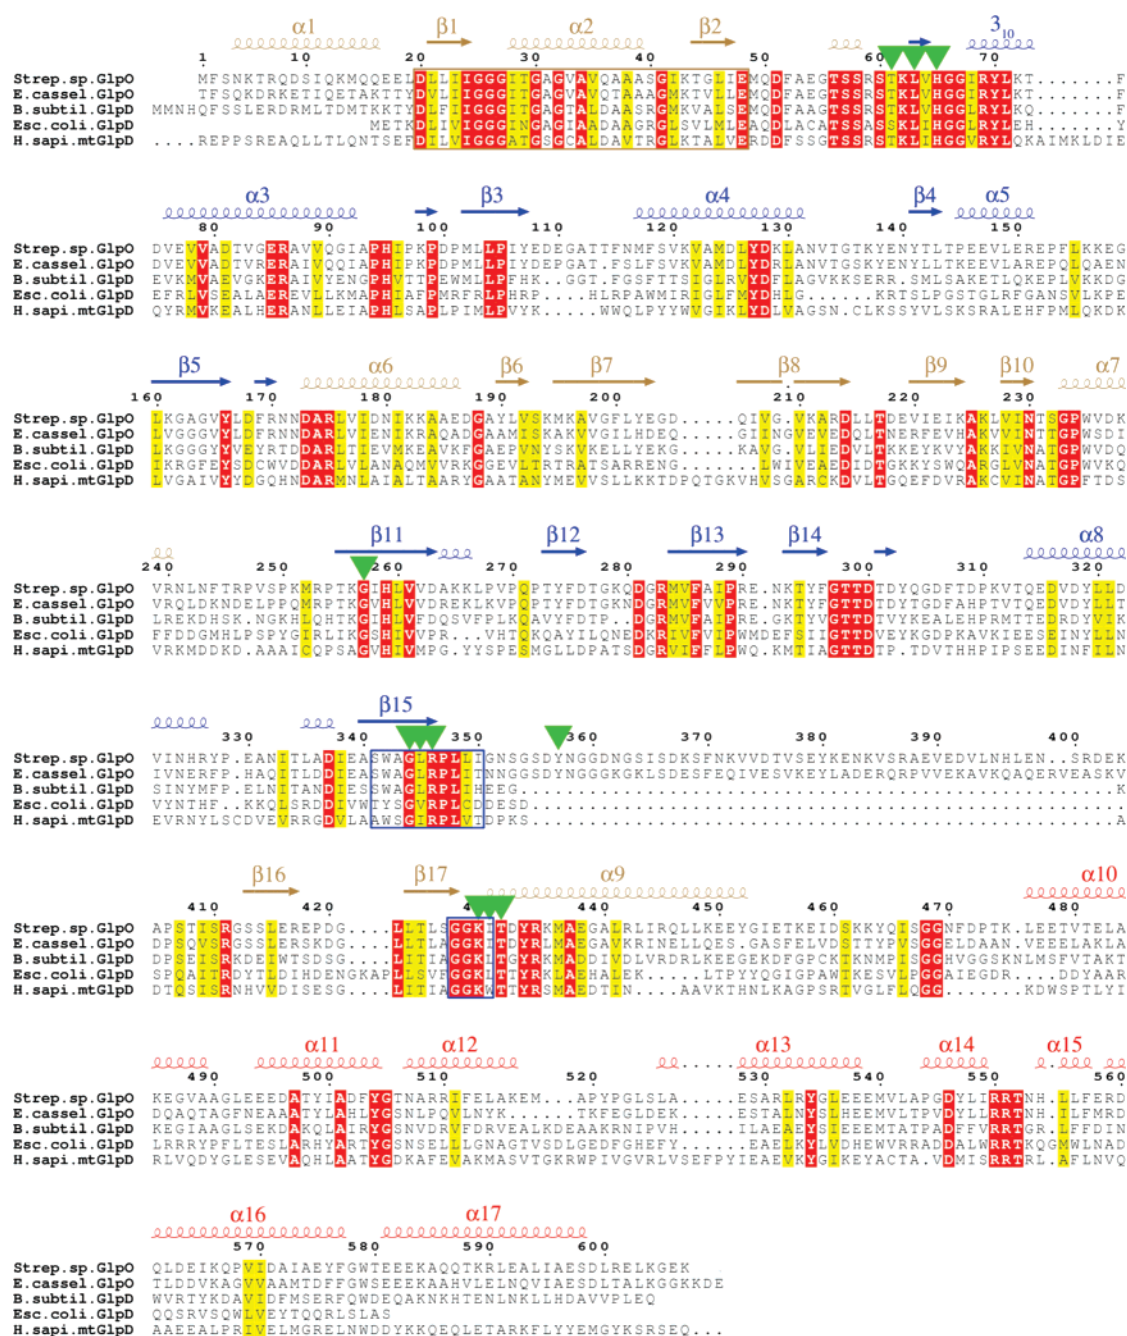 α1 β1 α2 β2 3₁₀
1 10 20 30 40 50 60 70
Strep.sp.GlpO MFSNKTRQDSIQKMQQEELDLLIIGGGITGAGVAVQAAASGIKTGLIEMQDFAEGTSSRSTKLVHGGIRYLKT.......F
E.cassel.GlpO TFSQKDRKETIQETAKTTYDVLIIGGGITGAGVAVQTAAAGMKTVLLEMQDFAEGTSSRSTKLVHGGIRYLKT.......F
B.subtil.GlpD MMNHQFSSLERDRMLTDMTKKTYDLFIIGGGITGAGTALDAASRGMKVALSEMQDFAAGTSSRSTKLVHGGLRYLKQ.......F
Esc.coli.GlpD METKDLIVIGGGINGAGIAADAAGRGLSVLMLEAQDLACATSSASSKLIHGGLRYLEH.......Y
H.sapi.mtGlpD ....REPPSREAQLLTLQNTSEFDILVIGGGATGSGCALDAVTRGLKTALVERDDFSSGTSSRSTKLIHGGVRYLQKAIMKLDIE
α3 β3 α4 β4 α5
80 90 100 110 120 130 140 150
Strep.sp.GlpO DVEVVADTVGERAVVQGIAPHIPKPDPMLLPIYEDEGATTFNMFSVKVAMDLYDKLANVTGTKYENYTLTPEEVLEREPFLKKEG
E.cassel.GlpO DVEVVADTVRERAIVQQIAPHIPKPDPMLLPIYDEPGAT.FSLFSVKVAMDLYDRLANVTGSKYENYLLTKEEVLAREPQLQAEN
B.subtil.GlpD EVKMVAEVGKERAIVYENGPHVTTPEWMLLPFHK..GGT.FGSFTTSIGLRVYDFLAGVKKSERR.SMLSAKETLQKEPLVKKDG
Esc.coli.GlpD EFRLVSEALAEREVLLKMAPHIAFPMRFRLPHRP....HLRPAWMIRIGLFMYDHLG.....KRTSLPGSTGLRFGANSVLKPE
H.sapi.mtGlpD QYRMVKEALHERANLLEIAPHLSAPLPIMLPVYK....WWQLPYYWVGIKLYDLVAGSN.CLKSSYVLSKSRALEHFPMLQKDK
β5 α6 β6 β7 β8 β9 β10 α7
160 170 180 190 200 210 220 230
Strep.sp.GlpO LKGAGVYLDFRNNDARLVIDNIKKAAEDGAYLVSKMKAVGFLYEGD.....QIVG.VKARDLLTDEVIEIKAKLVINTSGPWVDK
E.cassel.GlpO LVGGGVYLDFRNNDARLVIENIKRAQADGAAMISKAKVVGILHDEQ.....GIINGVEVEDQLTNERFEVHAKVVINTTGPWSDI
B.subtil.GlpD LKGGGYYVEYRTDDARLTIEVMKEAVKFGAEPVNYSKVKELLYEKG.....KAVG.VLIEDVLTKKEYKVYAKKIVNATGPWVDQ
Esc.coli.GlpD IKRGFEYSDCWVDDARLVLANAQMVVRKGGEVLTRTRATSARRENG.....LWIVEAEDIDTGKKYSWQARGLVNATGPWVKQ
H.sapi.mtGlpD LVGAIVYYDGQHNDARMNLAIALTAARYGAATANYMEVVSLLKKTDPQTGKVHVSGARCKDVLTGQEFDVRAKCVINATGPFTDS
β11 β12 β13 β14 α8
240 250 260 270 280 290 300 310 320
Strep.sp.GlpO VRNLNFTRPVSPKMRPTKGIHLVVDAKKLPVPQPTYFDTGKQDGRMVFAIPRE.NKTYFGTTDTDYQGDFTDPKVTQEDVDYLLD
E.cassel.GlpO VRQLDKNDELPPQMRPTKGIHLVVDREKLKVPQPTYFDTGKNDGRMVFVVPRE.NKTYFGTTDTDYTGDFAHPTVTQEDVDYLLT
B.subtil.GlpD LREKDHSK.NGKHLQHTKGIHLVFDQSVFPLKQAVYFDTP..DGRMVFAIPRE.GKTYVGTTDTVYKEALEHPRMTTEDRDYVIK
Esc.coli.GlpD FFDDGMHLPSPYGIRLIKGSHIVVPR..VHTQKQAYILQNEDKRIVFVIPWMDEFSIIGTTDVEYKGDPKAVKIEESEINYLLN
H.sapi.mtGlpD VRKMDDKD.AAAICQPSAGVHIVMPG.YYSPESMGLLDPATSDGRVIFFLPWQ.KMTIAGTTDTP.TDVTHHPIPSEEDINFILN
β15
330 340 350 360 370 380 390 400
Strep.sp.GlpO VINHRYP.EANITLADIEASWAGLRPLLIGNSGSDYNGGDNGSISDKSFNKVVDTVSEYKENKVSRAEVEDVLNHLEN..SRDEK
E.cassel.GlpO IVNERFP.HAQITLDDIEASWAGLRPLITNNGGSDYNGGGKGKLSDESFEQIVESVKEYLADERQRPVVEKAVKQAQERVEASKV
B.subtil.GlpD SINYMFP.ELNITANDIESSWAGLRPLIHEEG....................................................K
Esc.coli.GlpD VYNTHF.KKQLSRDDIVWTYSGVRPLCDDESD.....................................................
H.sapi.mtGlpD EVRNYLSCDVEVRRGDVLAAWSGIRPLVTDPKS...................................................A
β16 β17 α9 α10
410 420 4 440 450 460 470 480
Strep.sp.GlpO APSTISRGSSLEREPDG....LLTLSGGKITDYRKMAEGALRLIRQLLKEEYGIETKEIDSKKYQISGGNFDPTK.LEETVTELA
E.cassel.GlpO DPSQVSRGSSLERSKDG....LLTLAGGKITDYRLMAEGAVKRINELLQES.GASFELVDSTTYPVSGGELDAAN.VEEELAKLA
B.subtil.GlpD DPSEISRKDEIWTSDSG....LITIAGGKLTGYRKMADDIVDLVRDRLKEEGEKDFGPCKTKNMPISGGHVGGSKNLMSFVTAKT
Esc.coli.GlpD SPQAITRDYTLDIHDENGKAPLLSVFGGKLTTYRKLAEHALEK....LTPYYQGIGPAWTKESVLPGGAIEGDR....DDYAAR
H.sapi.mtGlpD DTQSISRNHVVDISESG....LITIAGGKWTTYRSMAEDTIN....AAVKTHNLKAGPSRTVGLFLQGG.......KDWSPTLYI
α11 α12 α13 α14 α15
490 500 510 520 530 540 550 560
Strep.sp.GlpO KEGVAAGLEEEDATYIADFYGTNARRIFELAKEM...APYPGLSLA.....ESARLRYGLEEEMVLAPGDYLIRRTNH.ILFERD
E.cassel.GlpO DQAQTAGFNEAAATYLAHLYGSNLPQVLNYK......TKFEGLDEK.....ESTALNYSLHEEMVLTPVDYLLRRTNH.ILFMRD
B.subtil.GlpD KEGIAAGLSEKDAKQLAIRYGSNVDRVFDRVEALKDEAAKRNIPVH.....ILAEAEYSIEEEMTATPADFFVRRTGR.LFFDIN
Esc.coli.GlpD LRRRYPFLTESLARHYARTYGSNSELLLGNAGTVSDLGEDFGHEFY.....EAELKYLVDHEWVRRADDALWRRTKQGMWLNAD
H.sapi.mtGlpD RLVQDYGLESEVAQHLAATYGDKAFEVAKMASVTGKRWPIVGVRLVSEFPYIEAEVKYGIKEYACTA.VDMISRRTRL.AFLNVQ
α16 α17
570 580 590 600
Strep.sp.GlpO QLDEIKQPVIDAIAEYFGWTEEEKAQQTKRLEALIAESDLRELKGEK
E.cassel.GlpO TLDDVKAGVVAAMTDFFGWSEEEKAAHVLELNQVIAESDLTALKGGKKDE
B.subtil.GlpD WVRTYKDAVIDFMSERFQWDEQAKNKHTENLNKLLHDAVVPLEQ
Esc.coli.GlpD QQSRVSQWLVEYTQQRLSLAS
H.sapi.mtGlpD AAEEALPRIVELMGRELNWDDYKKQEQLETARKFLYYEMGYKSRSEQ...